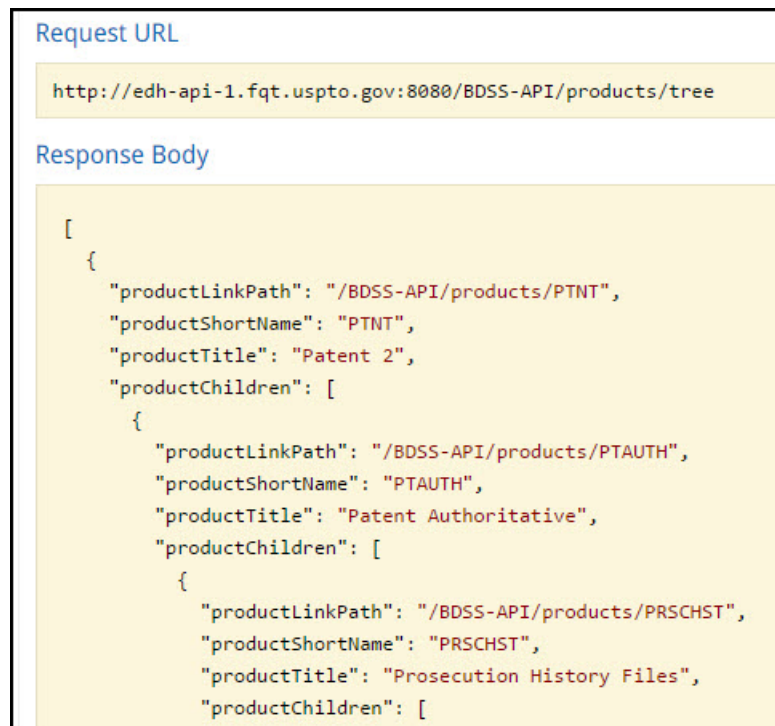 Request URL
http://edh-api-1.fqt.uspto.gov:8080/BDSS-API/products/tree
Response Body
[
{
"productLinkPath": "/BDSS-API/products/PTNT",
"productShortName": "PTNT",
"productTitle": "Patent 2",
"productChildren": [
{
"productLinkPath": "/BDSS-API/products/PTAUTH",
"productShortName": "PTAUTH",
"productTitle": "Patent Authoritative",
"productChildren": [
{
"productLinkPath": "/BDSS-API/products/PRSCHST",
"productShortName": "PRSCHST",
"productTitle": "Prosecution History Files",
"productChildren": [